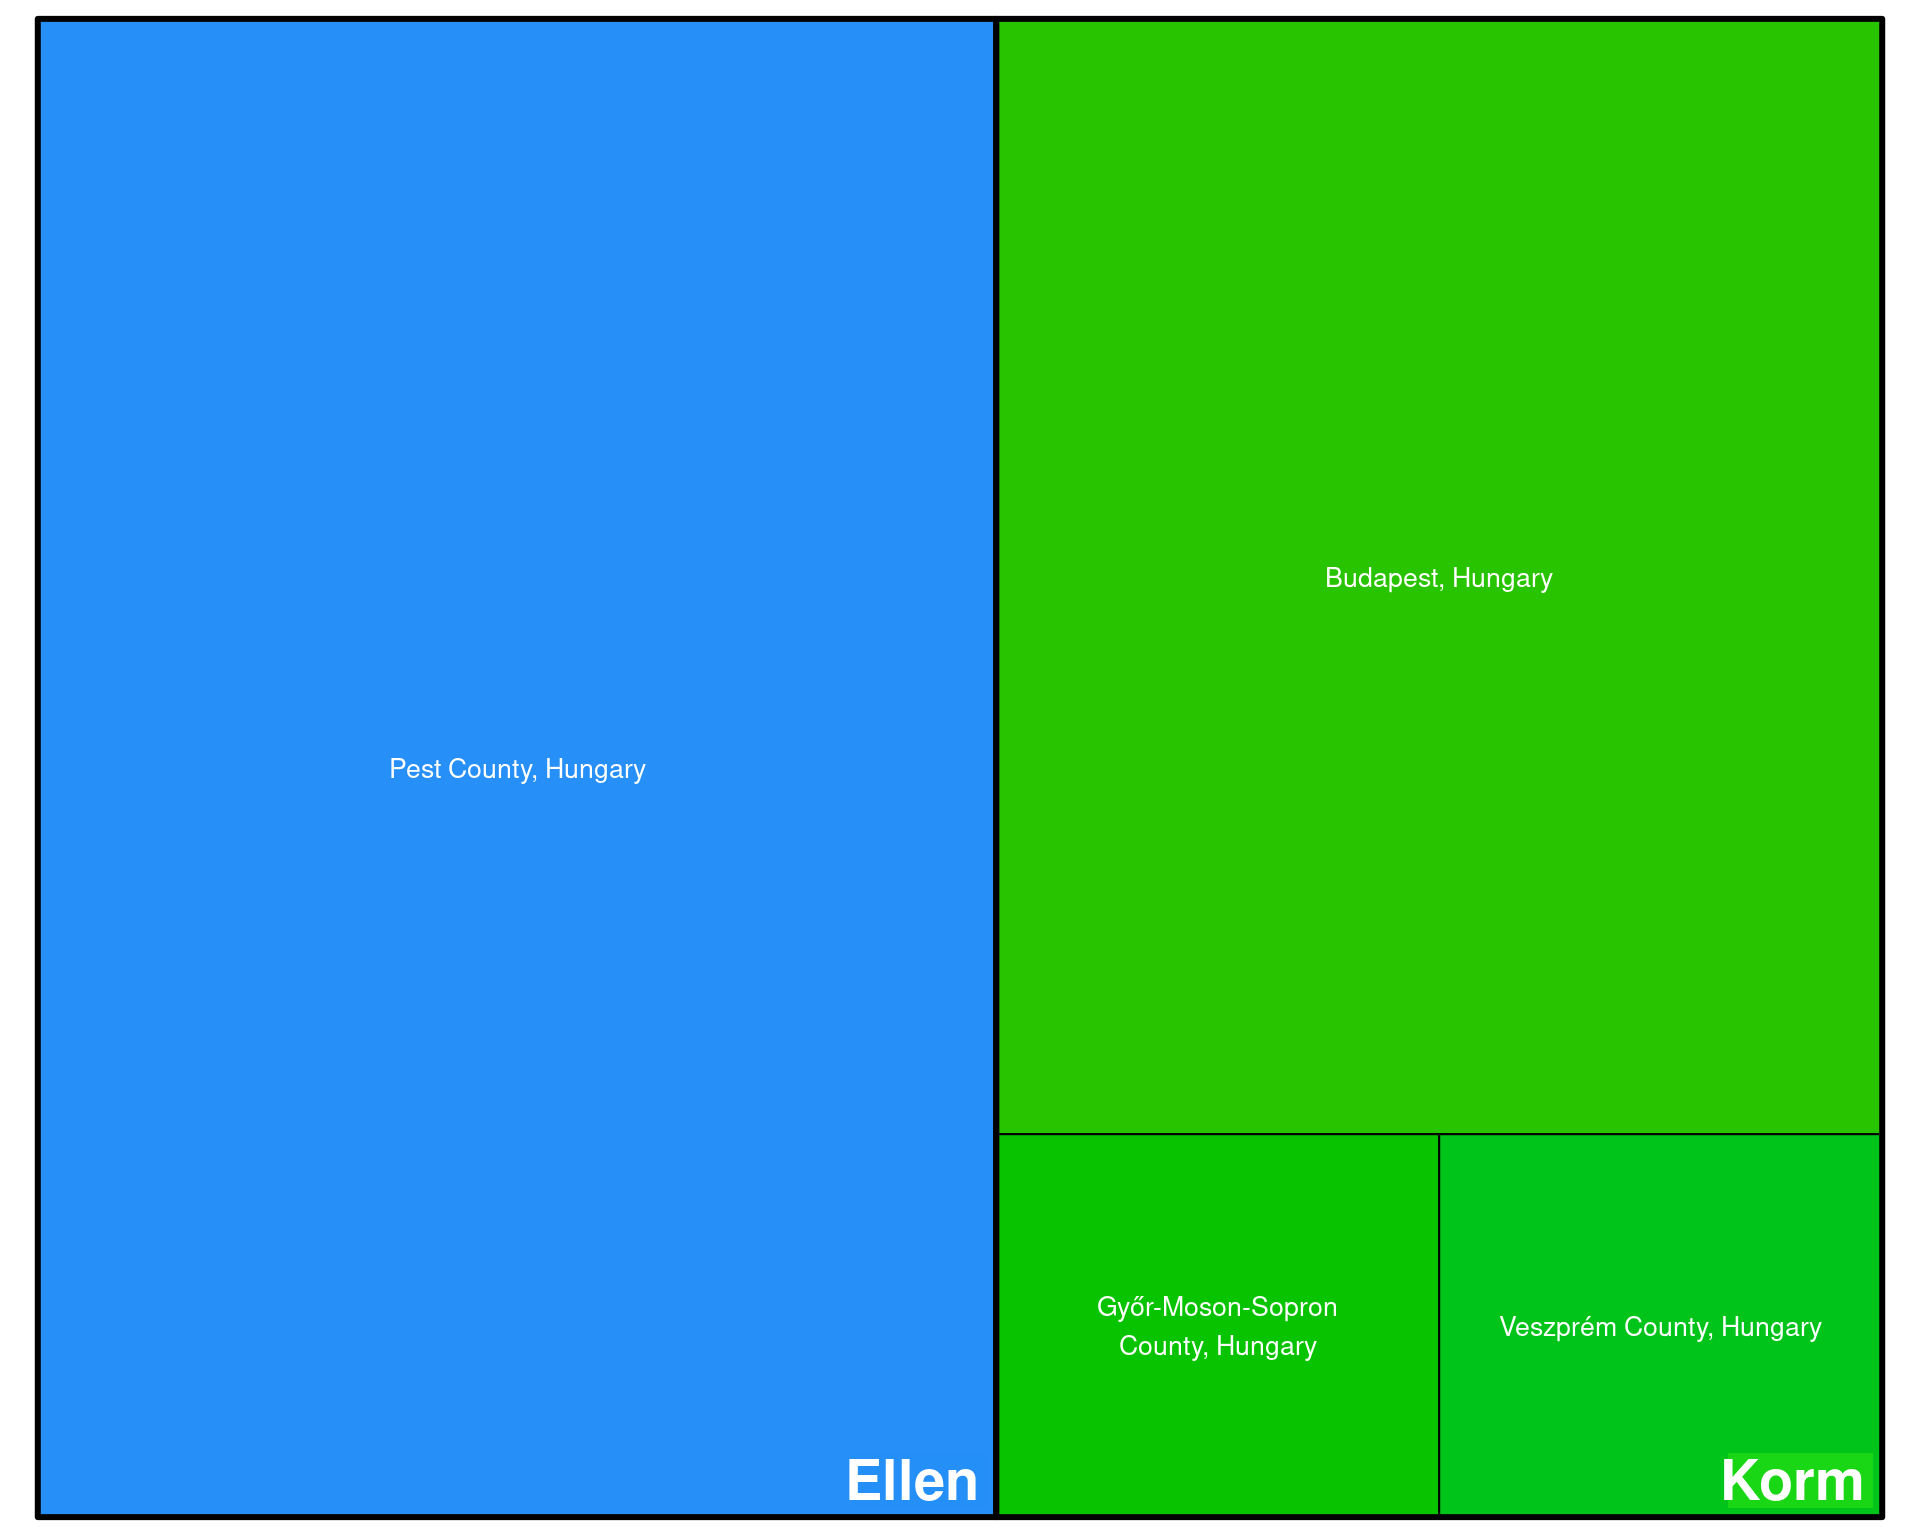 Budapest, Hungary
Pest County, Hungary
Győr-Moson-Sopron
County, Hungary
Veszprém County, Hungary
Ellen
Korm